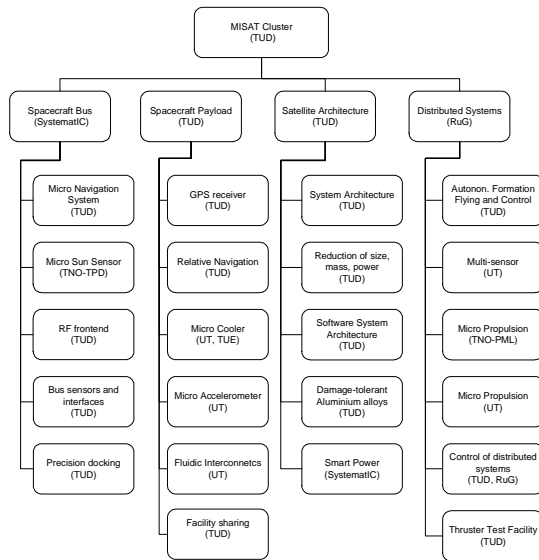 MISAT Cluster
(TUD)
Spacecraft Bus
(SystematIC)
Spacecraft Payload
(TUD)
Satellite Architecture
(TUD)
Distributed Systems
(RuG)
Micro Navigation
System
(TUD)
Micro Sun Sensor
(TNO-TPD)
RF frontend
(TUD)
Bus sensors and
interfaces
(TUD)
Precision docking
(TUD)
GPS receiver
(TUD)
Relative Navigation
(TUD)
Micro Cooler
(UT, TUE)
Micro Accelerometer
(UT)
Fluidic Interconnetcs
(UT)
Facility sharing
(TUD)
System Architecture
(TUD)
Reduction of size,
mass, power
(TUD)
Software System
Architecture
(TUD)
Damage-tolerant
Aluminium alloys
(TUD)
Smart Power
(SystematIC)
Autonon. Formation
Flying and Control
(TUD)
Multi-sensor
(UT)
Micro Propulsion
(TNO-PML)
Micro Propulsion
(UT)
Control of distributed
systems
(TUD, RuG)
Thruster Test Facility
(TUD)